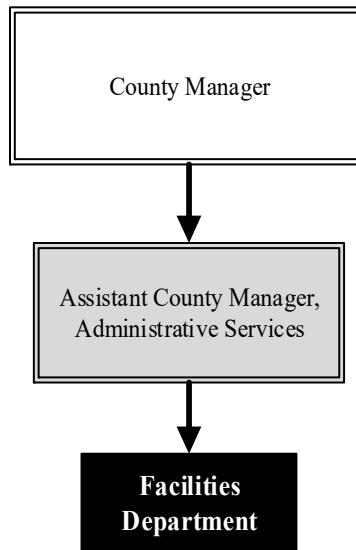 County Manager
Assistant County Manager,
Administrative Services
Facilities
Department